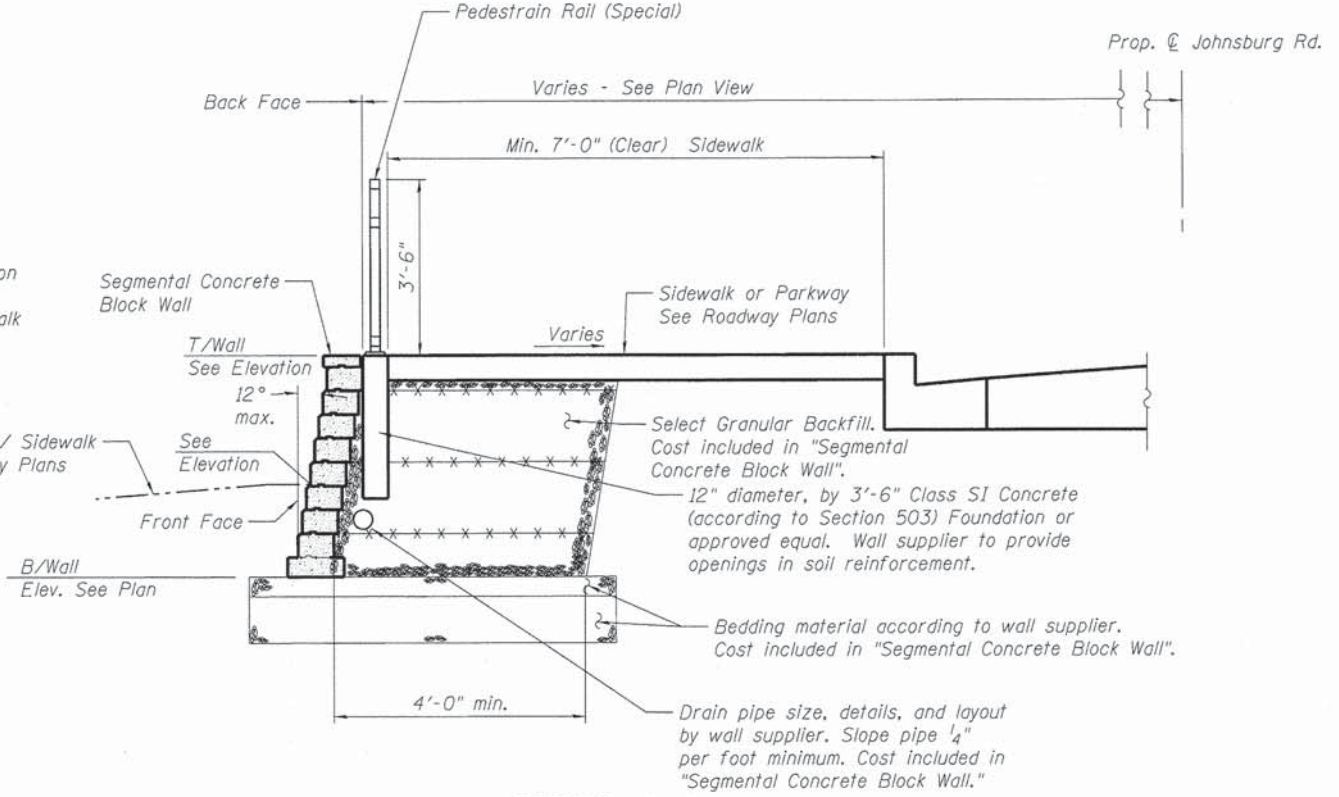 Pedestrain Rail (Special)
Prop. ℄ Johnsburg Rd.
Varies - See Plan View
Back Face
Min. 7'-0" (Clear) Sidewalk
3'-6"
on
alk
Segmental Concrete
Block Wall
Sidewalk or Parkway
See Roadway Plans
Varies
T/Wall
See Elevation
12°
max.
/ Sidewalk
y Plans
See
Elevation
Select Granular Backfill.
Cost included in "Segmental
Concrete Block Wall".
12" diameter, by 3'-6" Class SI Concrete
(according to Section 503) Foundation or
approved equal. Wall supplier to provide
openings in soil reinforcement.
Front Face
B/Wall
Elev. See Plan
Bedding material according to wall supplier.
Cost included in "Segmental Concrete Block Wall".
4'-0" min.
Drain pipe size, details, and layout
by wall supplier. Slope pipe 1/4"
per foot minimum. Cost included in
"Segmental Concrete Block Wall."